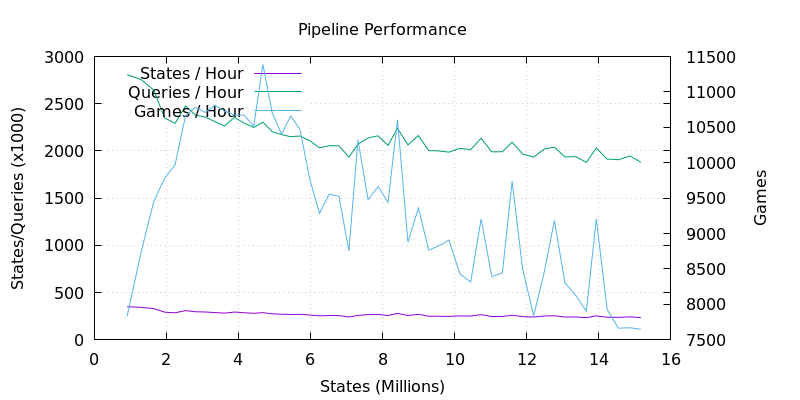 Pipeline Performance
3000 11500
States / Hour
2500 11000
Queries / Hour
Games / Hour
10500
2000 10000
1500 9500
9000
1000
8500
500 8000
0 7500
0 2 4 6 8 10 12 14 16
States (Millions)
States/Queries (x1000)
Games